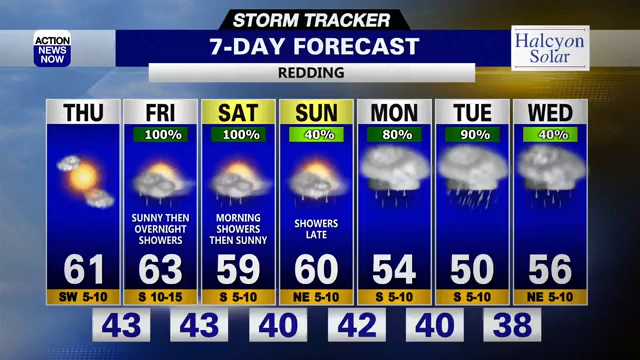 STORM TRACKER
ACTION
NEWS
NOW
7-DAY FORECAST
Halcyon
Solar
REDDING
THU FRI SAT SUN MON TUE WED
100% 100% 40% 80% 90% 40%
SUNNY THEN
OVERNIGHT
SHOWERS
MORNING
SHOWERS
THEN SUNNY
SHOWERS
LATE
61 63 59 60 54 50 56
SW 5-10 S 10-15 S 5-10 NE 5-10 S 5-10 S 5-10 NE 5-10
43 43 40 42 40 38